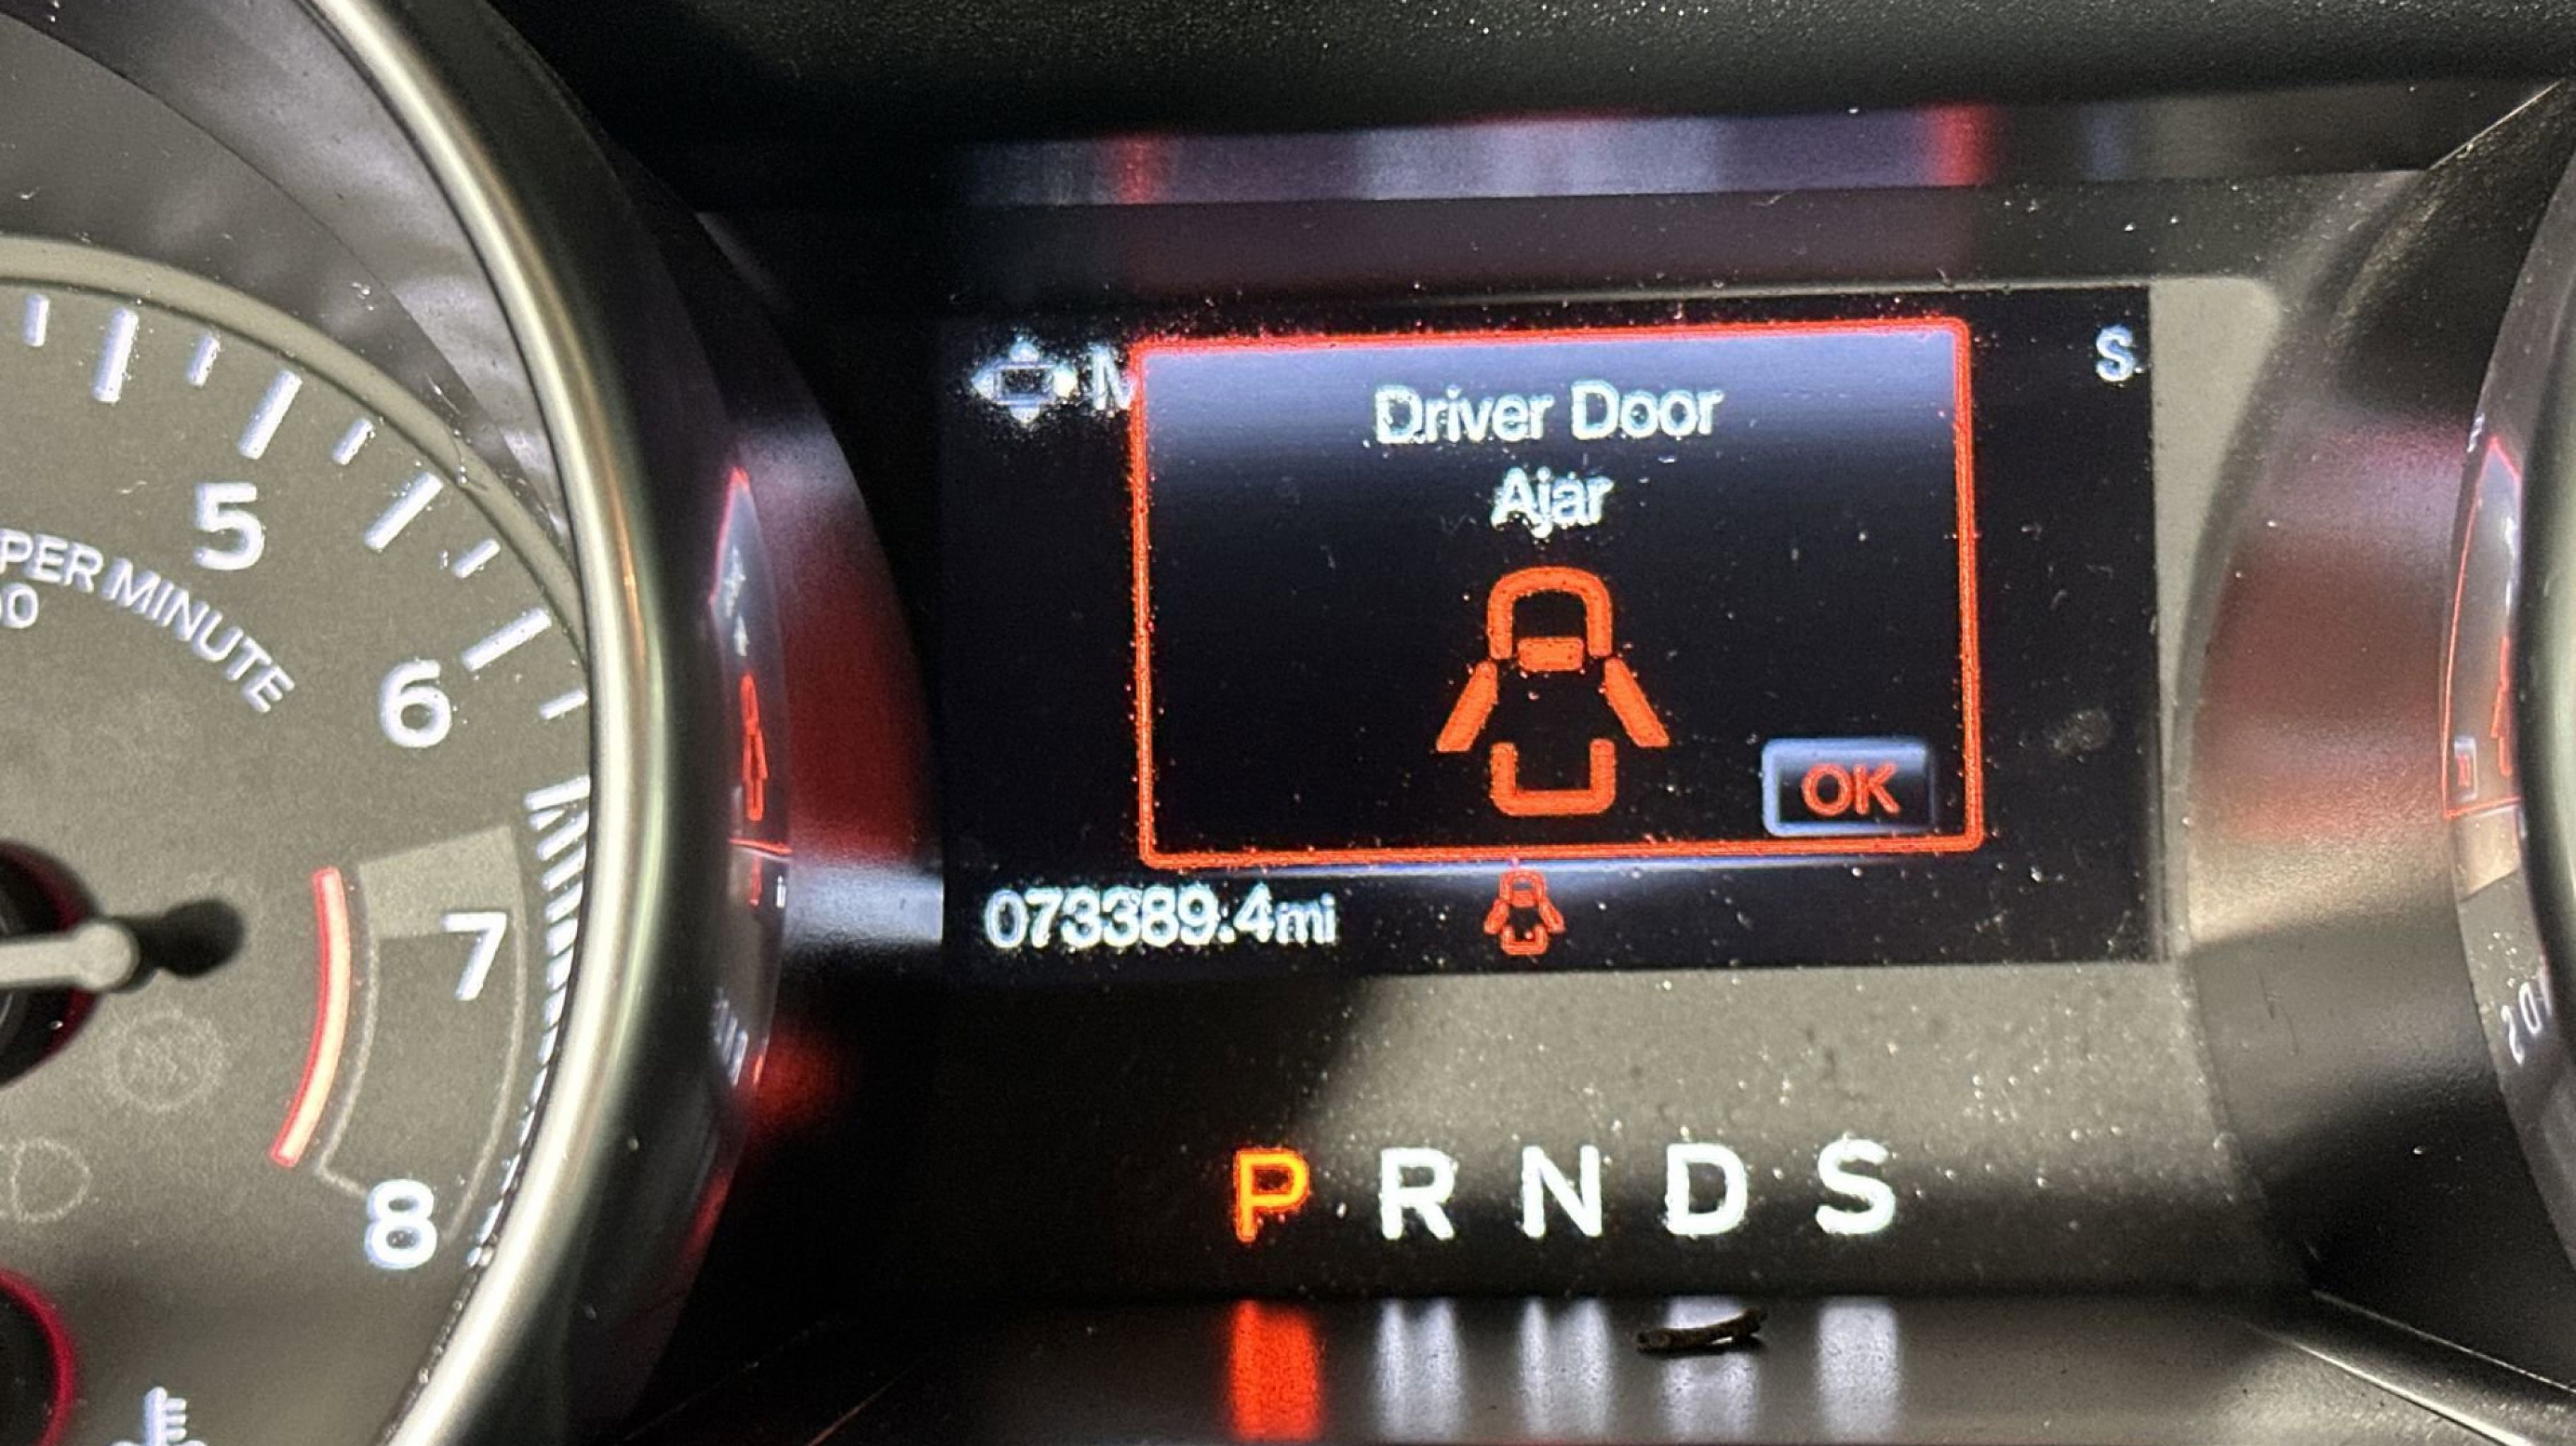 5
PER MINUTE
6
7
8
M
S
Driver Door
Ajar
OK
073389.4mi
P R N D S